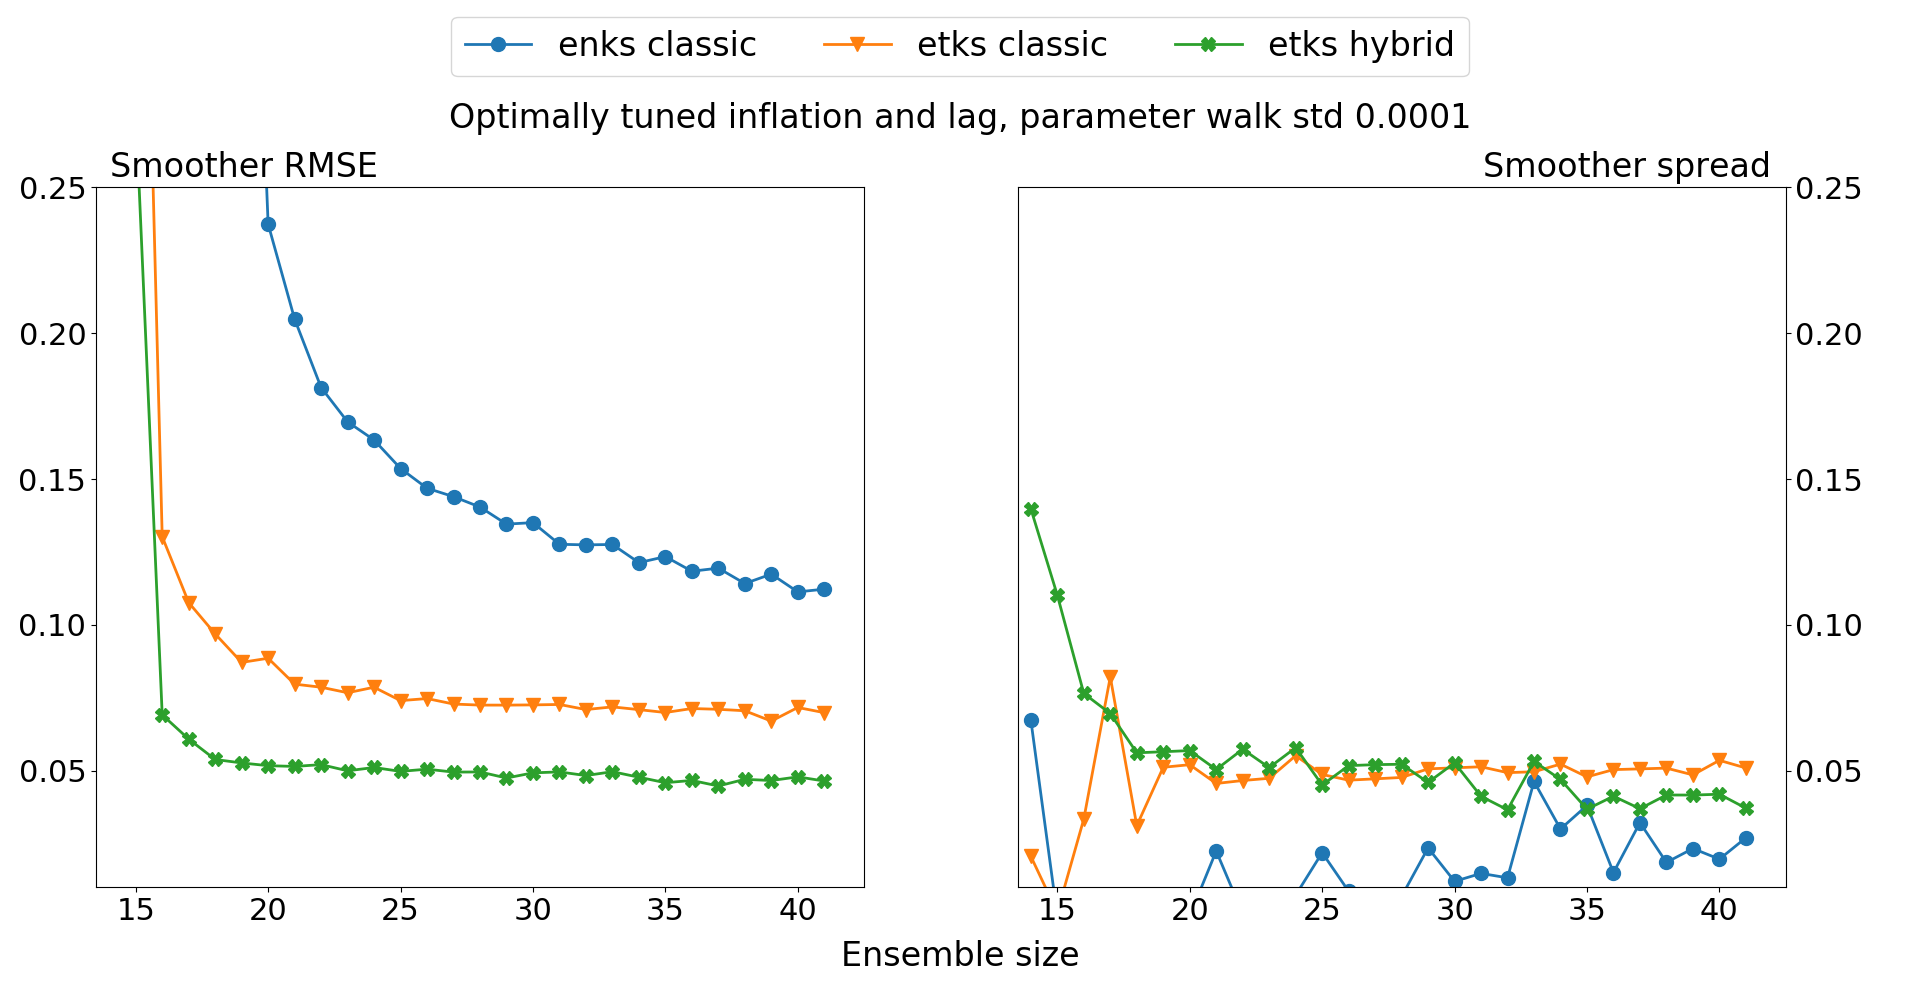 enks classic etks classic etks hybrid
Optimally tuned inflation and lag, parameter walk std 0.0001
Smoother RMSE
Smoother spread
0.25
0.20
0.15
0.10
0.05
15 20 25 30 35 40
0.25
0.20
0.15
0.10
0.05
15 20 25 30 35 40
Ensemble size